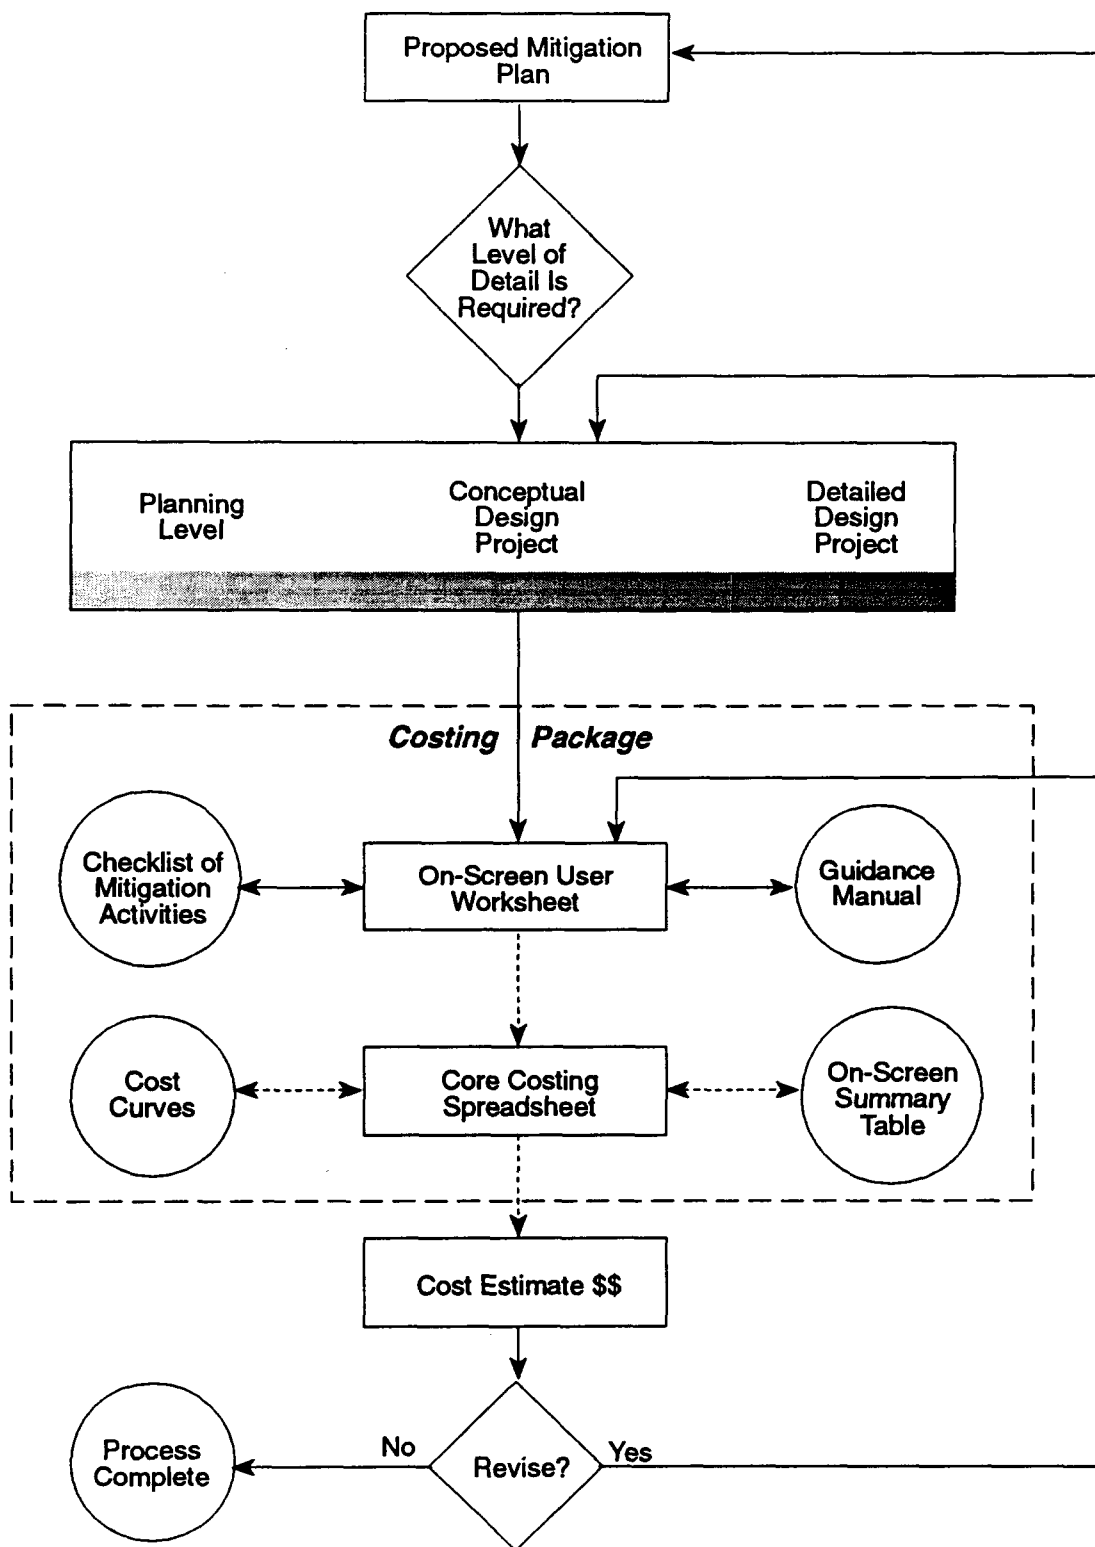 Proposed Mitigation
Plan
What
Level of
Detail Is
Required?
Planning
Level
Conceptual
Design
Project
Detailed
Design
Project
Costing Package
Checklist of
Mitigation
Activities
On-Screen User
Worksheet
Guidance
Manual
Cost
Curves
Core Costing
Spreadsheet
On-Screen
Summary
Table
Cost Estimate $$
Process
Complete
No
Revise?
Yes